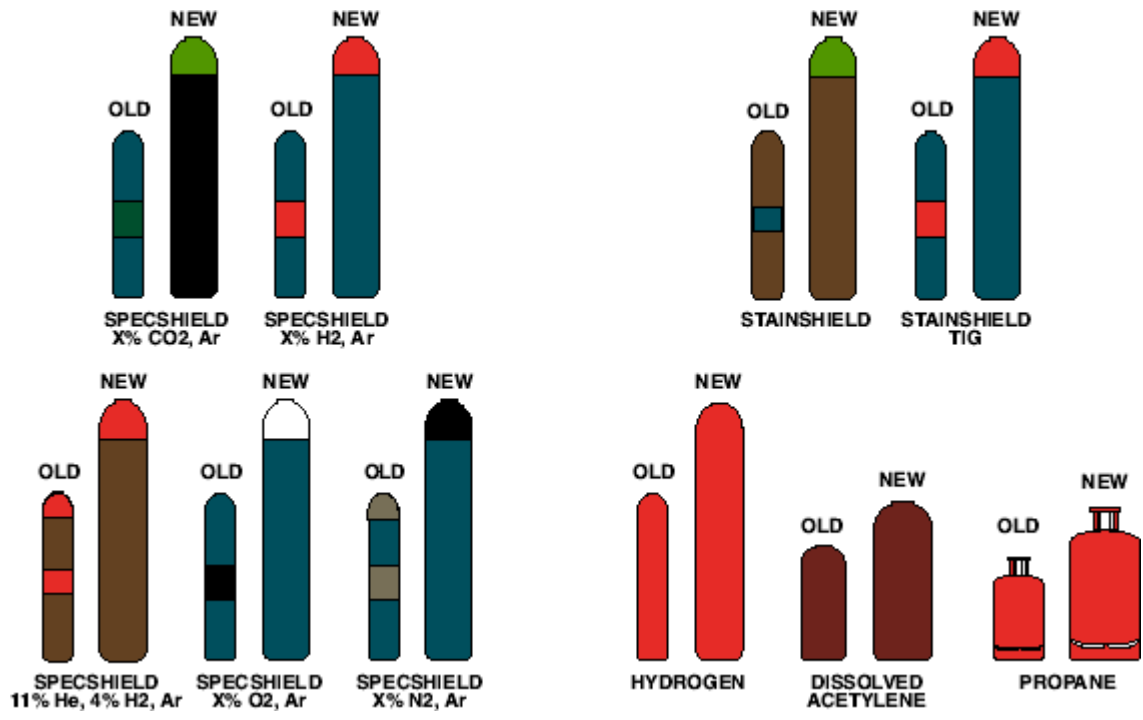 NEW
NEW
NEW
NEW
OLD
OLD
OLD
OLD
SPECSHIELD
X% CO2, Ar
SPECSHIELD
X% H2, Ar
STAINSHIELD
STAINSHIELD
TIG
NEW
NEW
NEW
NEW
OLD
OLD
OLD
OLD
NEW
NEW
OLD
OLD
SPECSHIELD
11% He, 4% H2, Ar
SPECSHIELD
X% O2, Ar
SPECSHIELD
X% N2, Ar
HYDROGEN
DISSOLVED
ACETYLENE
PROPANE